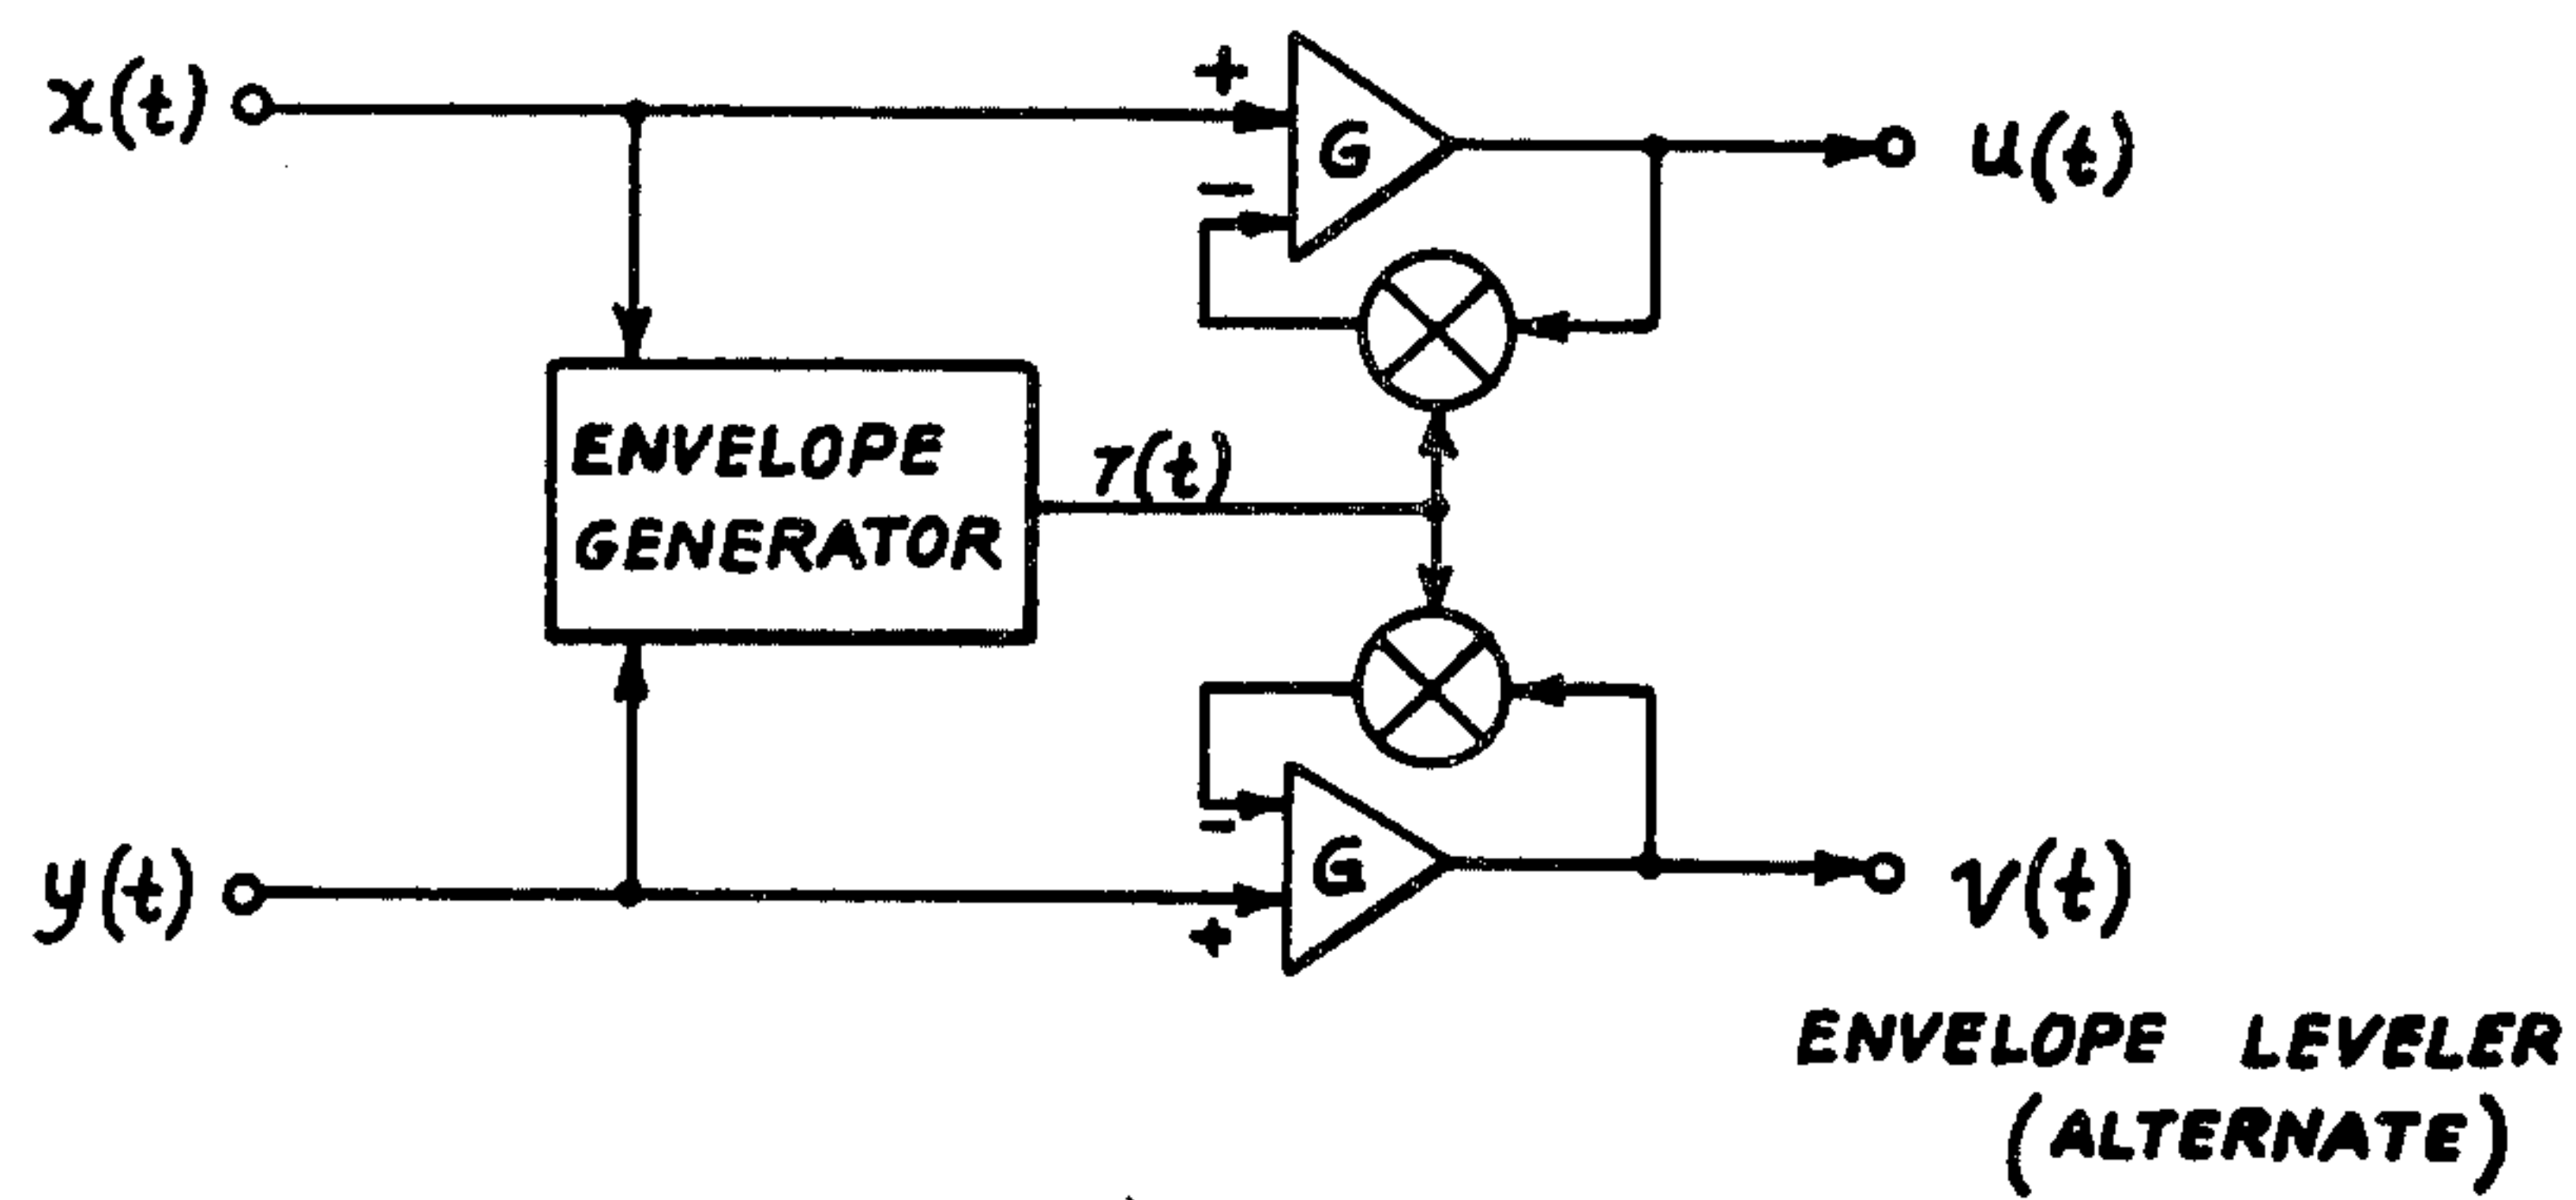 x(t)
+
G
−
u(t)
ENVELOPE
GENERATOR
r(t)
−
G
+
y(t)
v(t)
ENVELOPE LEVELER
(ALTERNATE)